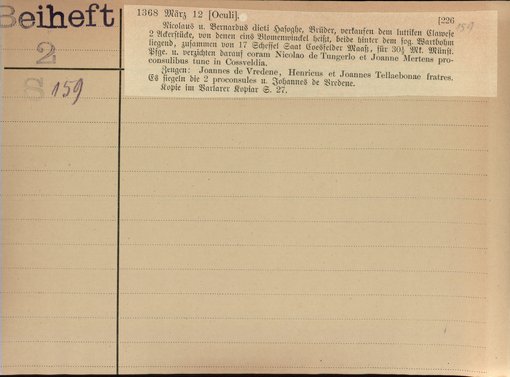 Beiheft
2
S 159
1368 März 12 [Oculi]. [226
159
Nicolaus u. Bernardus dicti Hasoghe, Brüder, verkaufen dem luttiken Clawese
2 Ackerstücke, von denen eins Blomenwinckel heißt, beide hinter dem sog. Wartbohm
liegend, zusammen von 17 Scheffel Saat Coesfelder Maaß, für 30½ Mk. Münst.
Pfge. u. verzichten darauf coram Nicolao de Tungerlo et Joanne Mertens pro-
consulibus tunc in Cossveldia.
Zeugen: Joannes de Vredene, Henricus et Joannes Tellaebonae fratres.
Es siegeln die 2 proconsules u. Johannes de Vredene.
Kopie im Varlarer Kopiar S. 27.